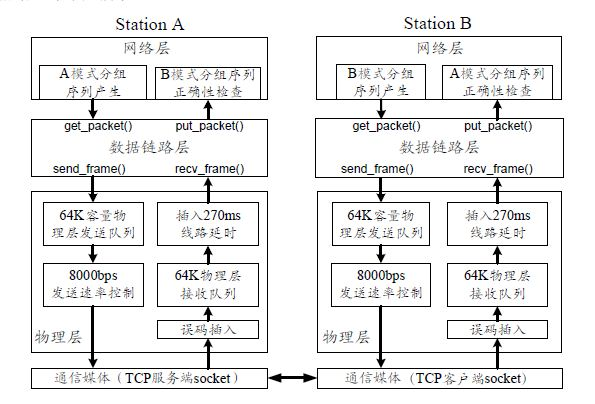 Station A
网络层
A模式分组
序列产生
B模式分组序列
正确性检查
get_packet()
put_packet()
数据链路层
send_frame()
recv_frame()
64K容量物
理层发送队列
插入270ms
线路延时
8000bps
发送速率控制
64K物理层
接收队列
误码插入
物理层
通信媒体（TCP服务端socket）
Station B
网络层
B模式分组
序列产生
A模式分组序列
正确性检查
get_packet()
put_packet()
数据链路层
send_frame()
recv_frame()
64K容量物
理层发送队列
插入270ms
线路延时
8000bps
发送速率控制
64K物理层
接收队列
误码插入
物理层
通信媒体（TCP客户端socket）